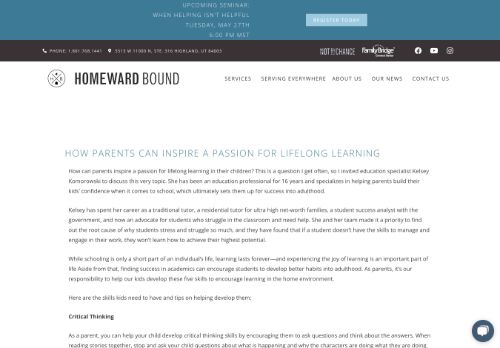 UPCOMING SEMINAR:
WHEN HELPING ISN'T HELPFUL
TUESDAY, MAY 27TH
6:00 PM MST
REGISTER TODAY
PHONE: 1.801.768.1441
5513 W 11000 N, STE. 316 HIGHLAND, UT 84003
NOT BY CHANCE
FamilyBridge
HOMEWARD BOUND
SERVICES
SERVING EVERYWHERE
ABOUT US
OUR NEWS
CONTACT US
HOW PARENTS CAN INSPIRE A PASSION FOR LIFELONG LEARNING
How can parents inspire a passion for lifelong learning in their children? This is a question I get often, so I invited education specialist Kelsey
Komorowski to discuss this very topic. She has been an education professional for 16 years and specializes in helping parents build their
kids' confidence when it comes to school, which ultimately sets them up for success into adulthood.
Kelsey has spent her career as a traditional tutor, a residential tutor for ultra high net-worth families, a student success analyst with the
government, and now an advocate for students who struggle in the classroom and need help. She and her team made it a priority to find
out the root cause of why students stress and struggle so much, and they have found that if a student doesn't have the skills to manage and
engage in their work, they won't learn how to achieve their highest potential.
While schooling is only a short part of an individual's life, learning lasts forever—and experiencing the joy of learning is an important part of
life Aside from that, finding success in academics can encourage students to develop better habits into adulthood. As parents, it's our
responsibility to help our kids develop these five skills to encourage learning in the home environment.
Here are the skills kids need to have and tips on helping develop them:
Critical Thinking
As a parent, you can help your child develop critical thinking skills by encouraging them to ask questions and think about the answers. When
reading stories together, stop and ask your child questions about what is happening and why the characters are doing what they are doing